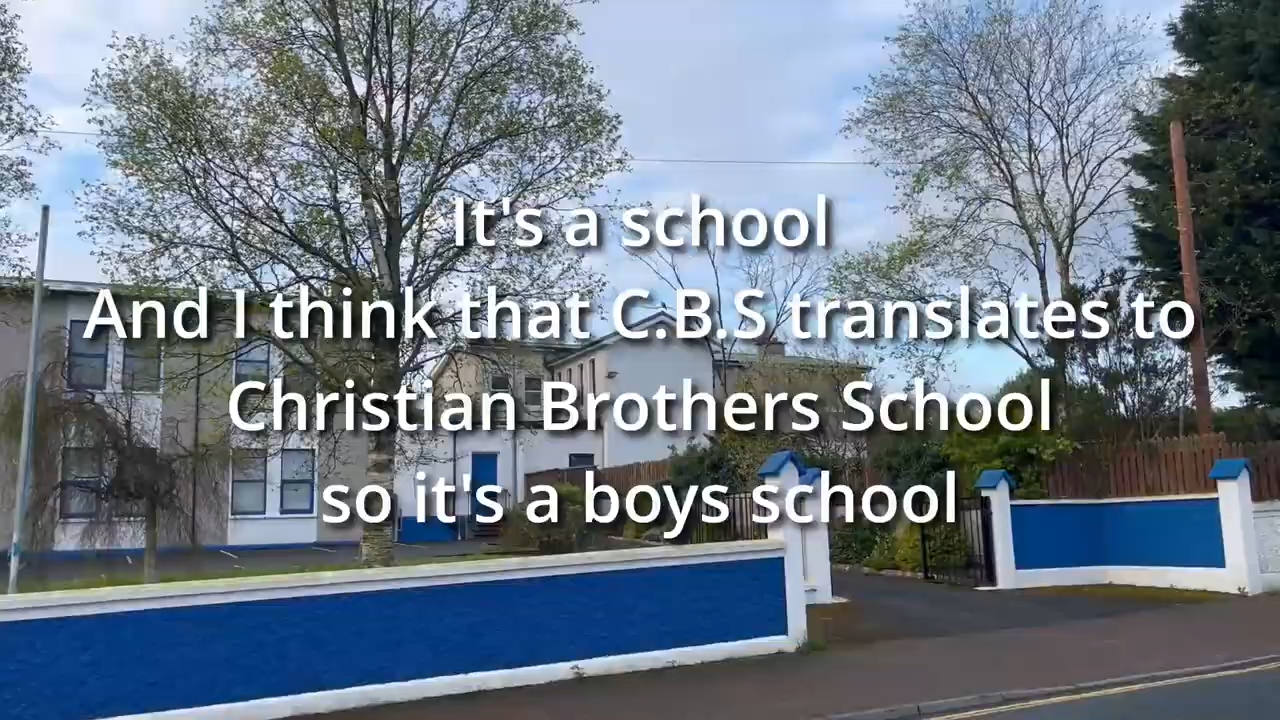 It's a school
And I think that C.B.S translates to
Christian Brothers School
so it's a boys school